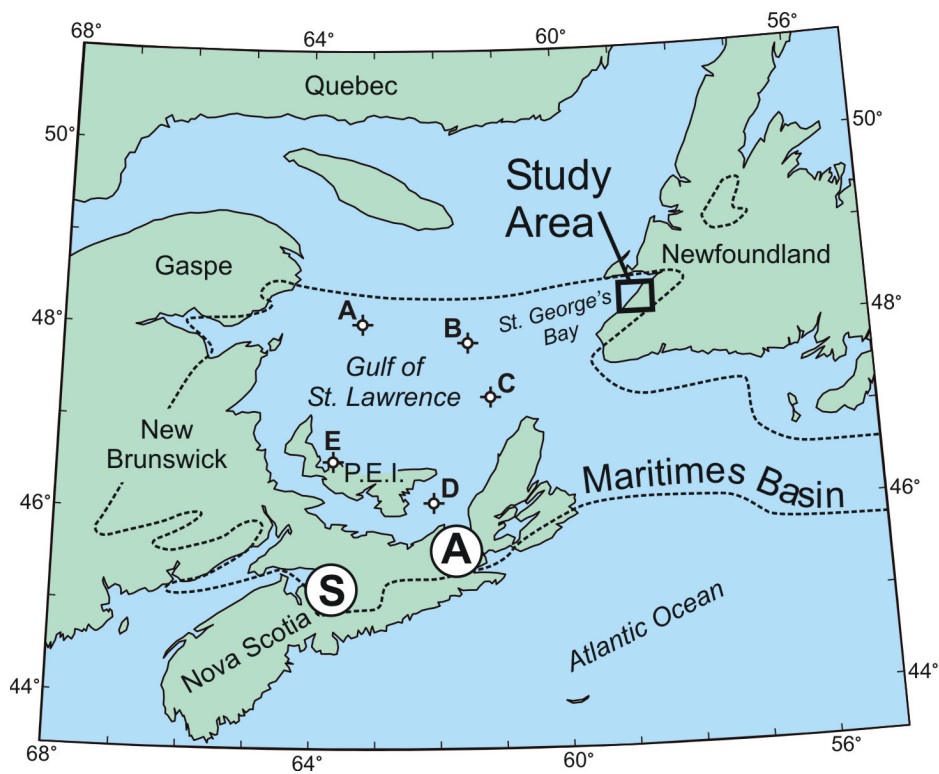 68°
64°
60°
56°
Quebec
50°
50°
Study
Area
Gaspe
Newfoundland
St. George's
Bay
48°
48°
A
B
Gulf of
St. Lawrence
C
New
Brunswick
E
P.E.I.
D
Maritimes Basin
46°
46°
A
S
Nova Scotia
Atlantic Ocean
44°
44°
68°
64°
60°
56°